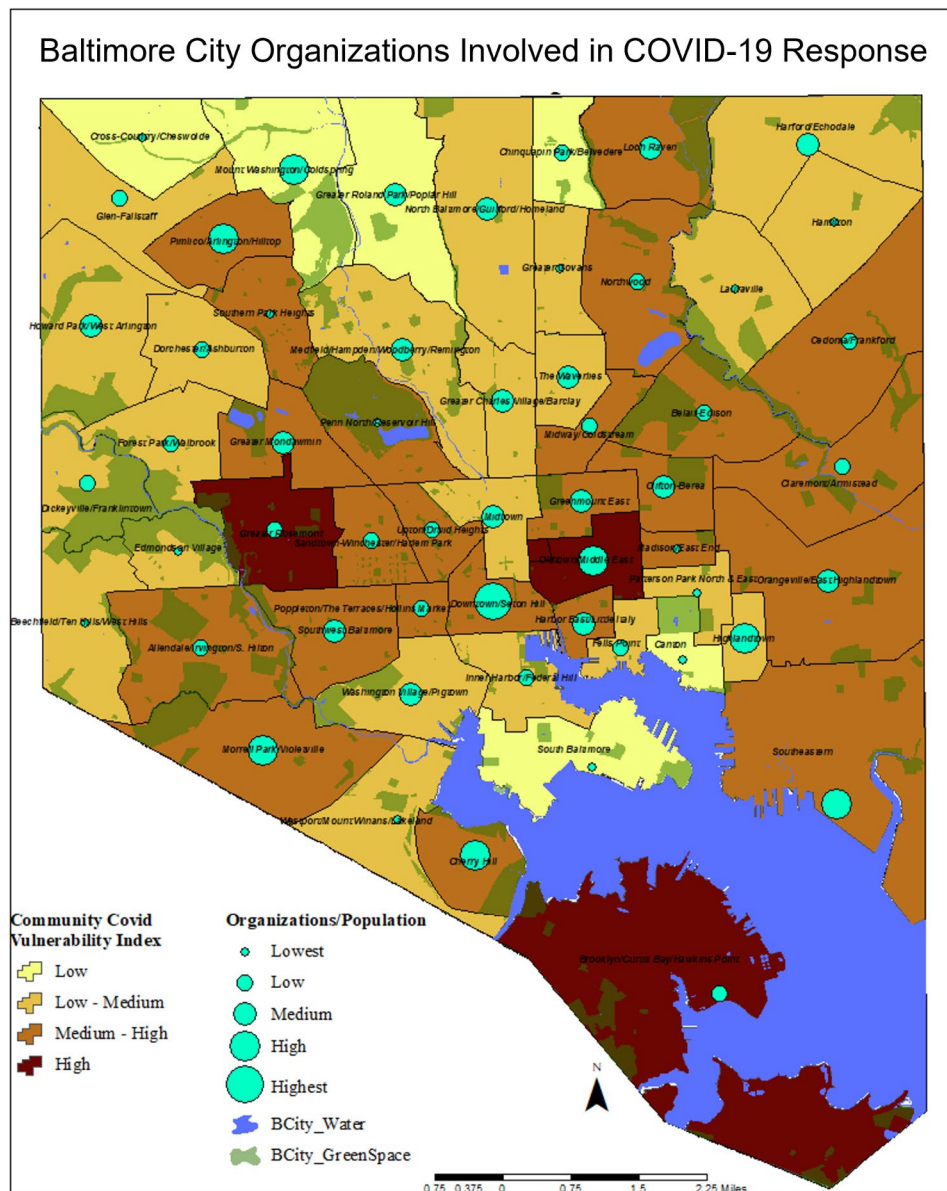 Baltimore City Organizations Involved in COVID-19 Response
Cross-Country/Cheswolde
Mount Washington/Coldspring
Greater Roland Park/Poplar Hill
North Baltimore/Guilford/Homeland
Chinquapin Park/Belvedere
Loch Raven
Harford/Echodale
Glen-Fallstaff
Hamilton
Pimlico/Arlington/Hilltop
Greater Govans
Northwood
Lauraville
Howard Park/West Arlington
Southern Park Heights
Dorchester/Ashburton
Medfield/Hampden/Woodberry/Remington
Cedonia/Frankford
The Waverlies
Greater Charles Village/Barclay
Penn North/Reservoir Hill
Belair-Edison
Midway/Coldstream
Forest Park/Walbrook
Greater Mondawmin
Dickeyville/Franklintown
Clifton-Berea
Claremont/Armistead
Greenmount East
Midtown
Greater Rosemont
Upton/Druid Heights
Sandtown-Winchester/Harlem Park
Edmondson Village
Madison/East End
Oldtown/Middle East
Patterson Park North & East
Orangeville/East Highlandtown
Beechfield/Ten Hills/West Hills
Poppleton/The Terraces/Hollins Market
Downtown/Seton Hill
Harbor East/Little Italy
Southwest Baltimore
Highlandtown
Allendale/Irvington/S. Hilton
Fells Point
Canton
Inner Harbor/Federal Hill
Washington Village/Pigtown
Morrell Park/Violetville
South Baltimore
Southeastern
Westport/Mount Winans/Lakeland
Cherry Hill
Brooklyn/Curtis Bay/Hawkins Point
Community Covid
Vulnerability Index
Low
Low - Medium
Medium - High
High
Organizations/Population
Lowest
Low
Medium
High
Highest
BCity_Water
BCity_GreenSpace
N
0.75 0.375 0 0.75 1.5 2.25 Miles